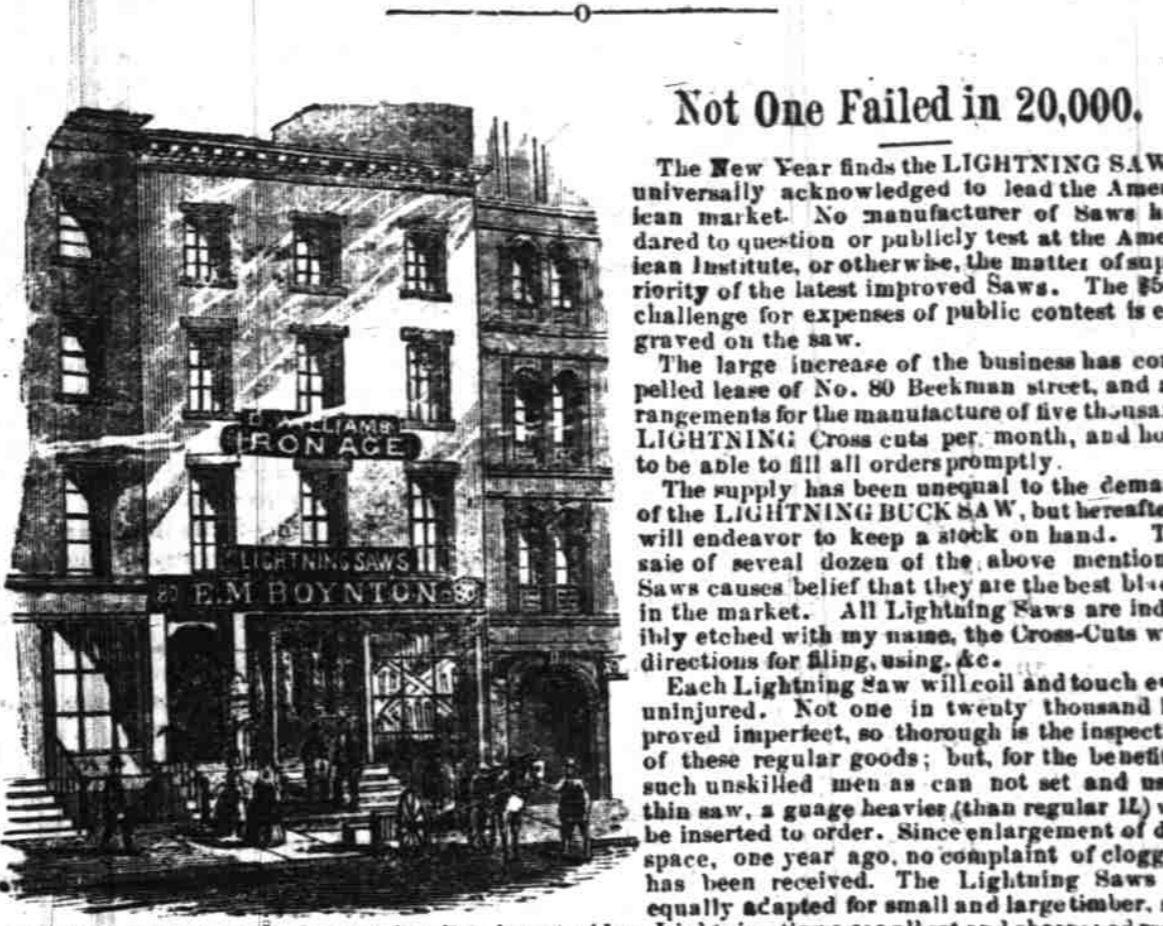 Not One Failed in 20,000.
D. WILLIAMS
IRON AGE
LIGHTNING SAWS
80 E.M BOYNTON 80
The New Year finds the LIGHTNING SAW
universally acknowledged to lead the Amer
ican market. No manufacturer of Saws h
dared to question or publicly test at the Ame
ican Institute, or otherwise, the matter of sup
riority of the latest improved Saws. The $5
challenge for expenses of public contest is e
graved on the saw.
The large increase of the business has co
pelled lease of No. 80 Beekman street, and a
rangements for the manufacture of five thousa
LIGHTNING Cross cuts per month, and ho
to be able to fill all orders promptly.
The supply has been unequal to the dema
of the LIGHTNING BUCK SAW, but hereafte
will endeavor to keep a stock on hand. T
sale of seveal dozen of the above mention
Saws causes belief that they are the best bla
in the market. All Lightning Saws are ind
ibly etched with my name, the Cross-Cuts w
directions for filing, using, &c.
Each Lightning Saw will coil and touch e
uninjured. Not one in twenty thousand
proved imperfect, so thorough is the inspect
of these regular goods; but, for the benefi
such unskilled men as can not set and us
thin saw, a guage heavier (than regular 14)
be inserted to order. Since enlargement of d
space, one year ago, no complaint of clogg
has been received. The Lightning Saws
equally adapted for small and large timber,